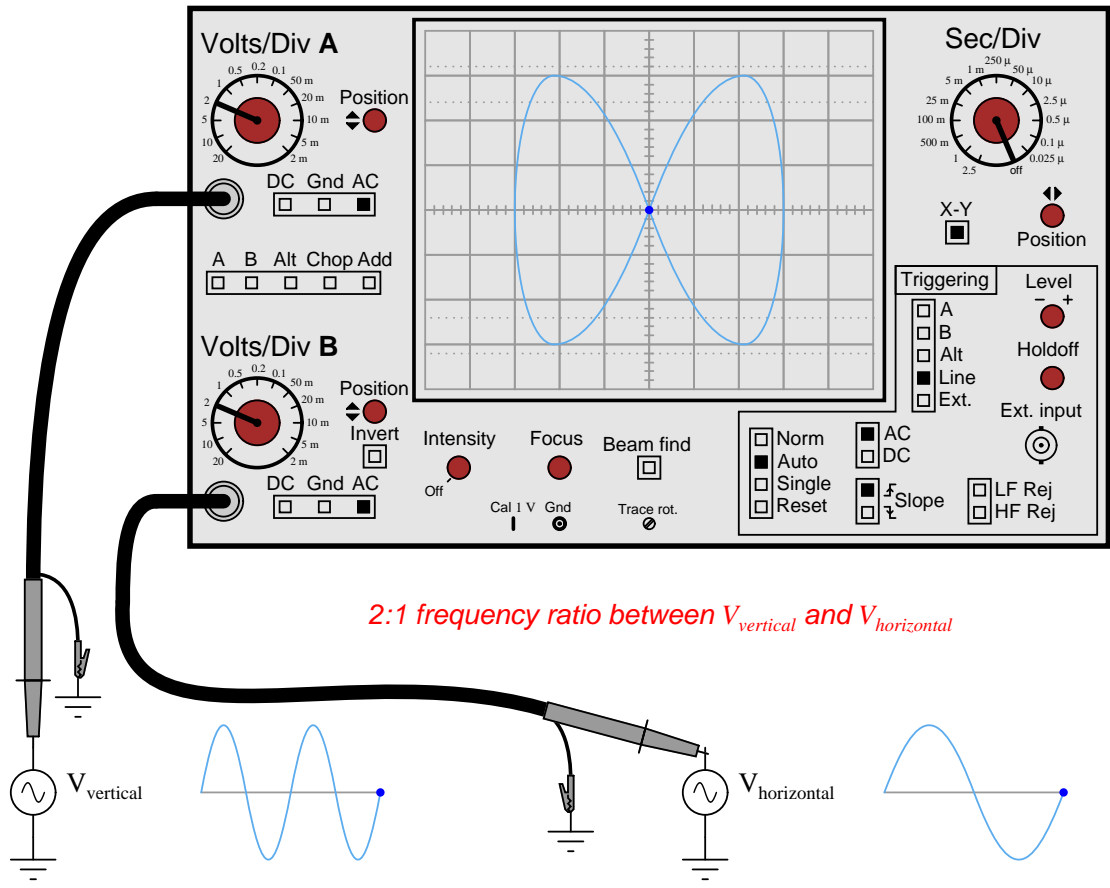 Volts/Div A
20
10
5
2
1
0.5
0.2
0.1
50 m
20 m
10 m
5 m
2 m
Position
DC Gnd AC
A B Alt Chop Add
Volts/Div B
20
10
5
2
1
0.5
0.2
0.1
50 m
20 m
10 m
5 m
2 m
Position
Invert
DC Gnd AC
Intensity
Off
Focus
Beam find
Cal 1 V
Gnd
Trace rot.
Sec/Div
2.5
1
500 m
100 m
25 m
5 m
1 m
250 µ
50 µ
10 µ
2.5 µ
0.5 µ
0.1 µ
0.025 µ
off
X-Y
Position
Triggering
A
B
Alt
Line
Ext.
Level
− +
Holdoff
Ext. input
Norm
Auto
Single
Reset
AC
DC
Slope
LF Rej
HF Rej
2:1 frequency ratio between Vvertical and Vhorizontal
Vvertical
Vhorizontal